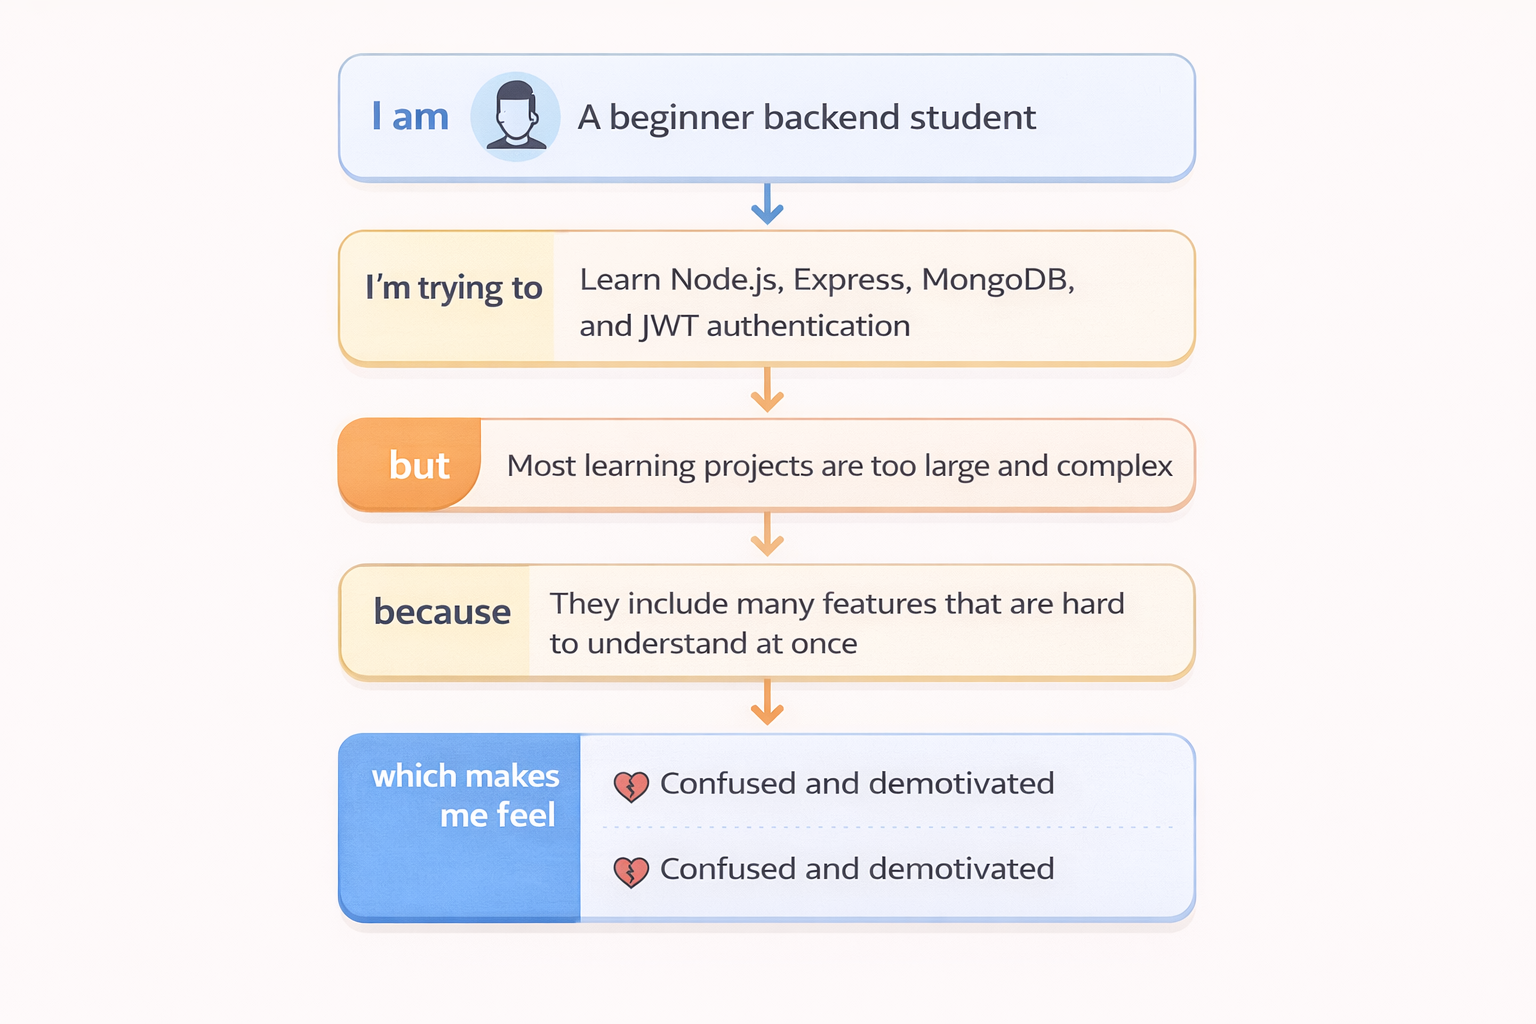 I am A beginner backend student
I'm trying to Learn Node.js, Express, MongoDB,
and JWT authentication
but Most learning projects are too large and complex
because They include many features that are hard
to understand at once
which makes
me feel
Confused and demotivated
Confused and demotivated